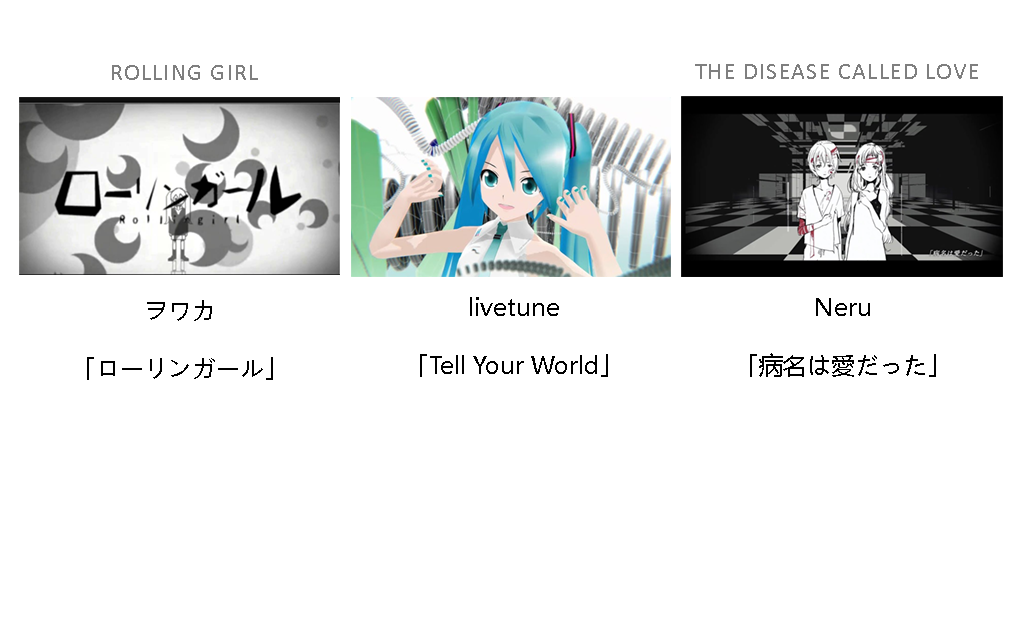 ROLLING GIRL
THE DISEASE CALLED LOVE
ローリンガール
Rollingirl
「病名は愛だった」
ヲワカ
livetune
Neru
「ローリンガール」
「Tell Your World」
「病名は愛だった」